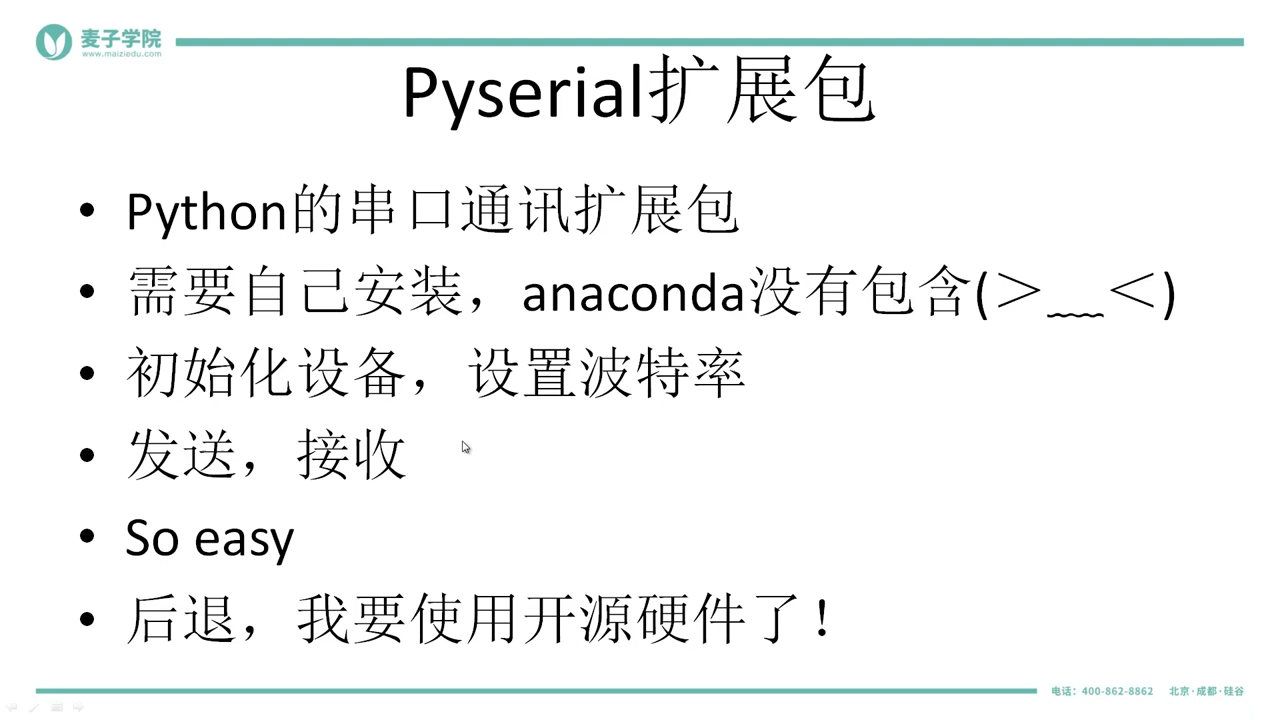 麦子学院
www.maiziedu.com
Pyserial扩展包
• Python的串口通讯扩展包
• 需要自己安装，anaconda没有包含(＞﹏＜)
• 初始化设备，设置波特率
• 发送，接收
• So easy
• 后退，我要使用开源硬件了！
电话：400-862-8862 北京·成都·硅谷